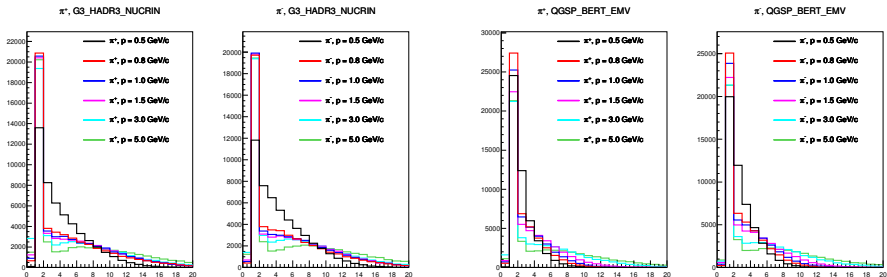 π⁺, G3_HADR3_NUCRIN
22000
20000
18000
16000
14000
12000
10000
8000
6000
4000
2000
0
π⁺, p = 0.5 GeV/c
π⁺, p = 0.8 GeV/c
π⁺, p = 1.0 GeV/c
π⁺, p = 1.5 GeV/c
π⁺, p = 3.0 GeV/c
π⁺, p = 5.0 GeV/c
0 2 4 6 8 10 12 14 16 18 20
π⁻, G3_HADR3_NUCRIN
20000
18000
16000
14000
12000
10000
8000
6000
4000
2000
0
π⁻, p = 0.5 GeV/c
π⁻, p = 0.8 GeV/c
π⁻, p = 1.0 GeV/c
π⁻, p = 1.5 GeV/c
π⁻, p = 3.0 GeV/c
π⁻, p = 5.0 GeV/c
0 2 4 6 8 10 12 14 16 18 20
π⁺, QGSP_BERT_EMV
30000
25000
20000
15000
10000
5000
0
π⁺, p = 0.5 GeV/c
π⁺, p = 0.8 GeV/c
π⁺, p = 1.0 GeV/c
π⁺, p = 1.5 GeV/c
π⁺, p = 3.0 GeV/c
π⁺, p = 5.0 GeV/c
0 2 4 6 8 10 12 14 16 18 20
π⁻, QGSP_BERT_EMV
25000
20000
15000
10000
5000
0
π⁻, p = 0.5 GeV/c
π⁻, p = 0.8 GeV/c
π⁻, p = 1.0 GeV/c
π⁻, p = 1.5 GeV/c
π⁻, p = 3.0 GeV/c
π⁻, p = 5.0 GeV/c
0 2 4 6 8 10 12 14 16 18 20